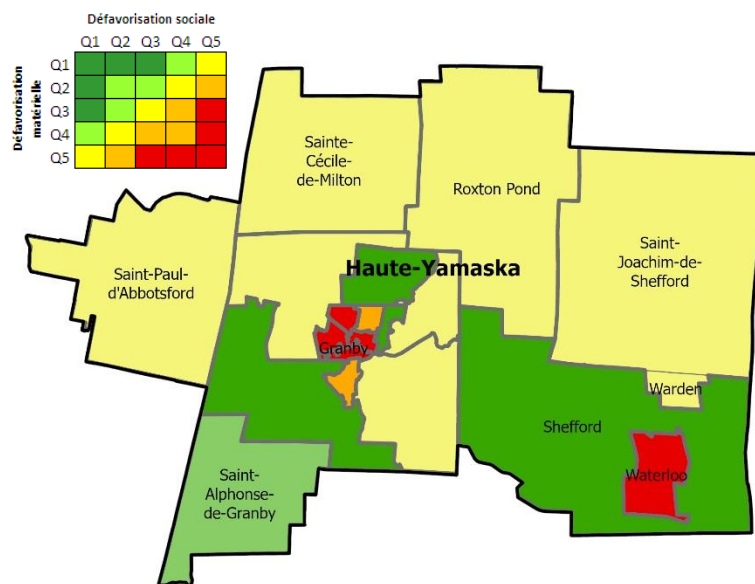 Défavorisation sociale
Q1 Q2 Q3 Q4 Q5
Défavorisation
matérielle
Q1
Q2
Q3
Q4
Q5
Sainte-
Cécile-
de-Milton
Roxton Pond
Saint-
Joachim-de-
Shefford
Saint-Paul-
d'Abbotsford
Haute-Yamaska
Granby
Warden
Shefford
Waterloo
Saint-
Alphonse-
de-Granby